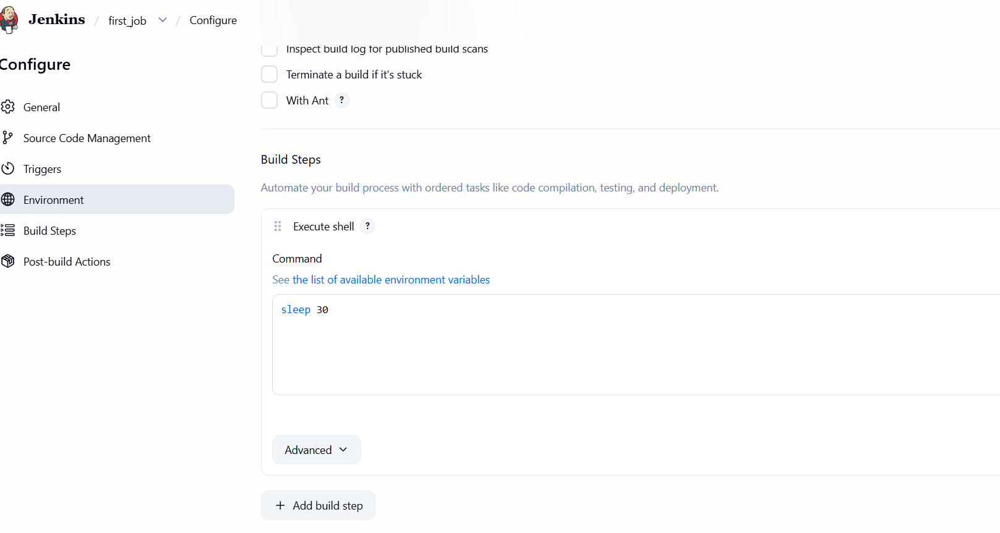 Jenkins / first_job / Configure
Inspect build log for published build scans
Configure
Terminate a build if it's stuck
With Ant ?
General
Source Code Management
Triggers
Environment
Build Steps
Post-build Actions
Build Steps
Automate your build process with ordered tasks like code compilation, testing, and deployment.
Execute shell ?
Command
See the list of available environment variables
sleep 30
Advanced
+ Add build step